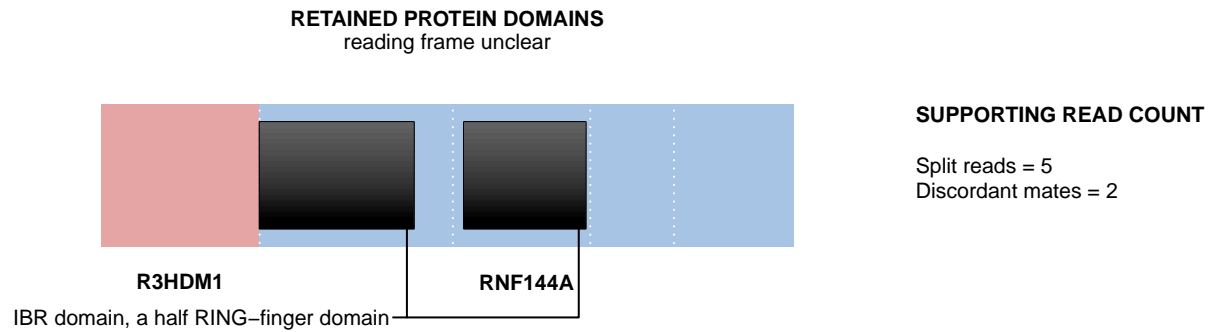 RETAINED PROTEIN DOMAINS
reading frame unclear
SUPPORTING READ COUNT
Split reads = 5
Discordant mates = 2
R3HDM1
RNF144A
IBR domain, a half RING−finger domain